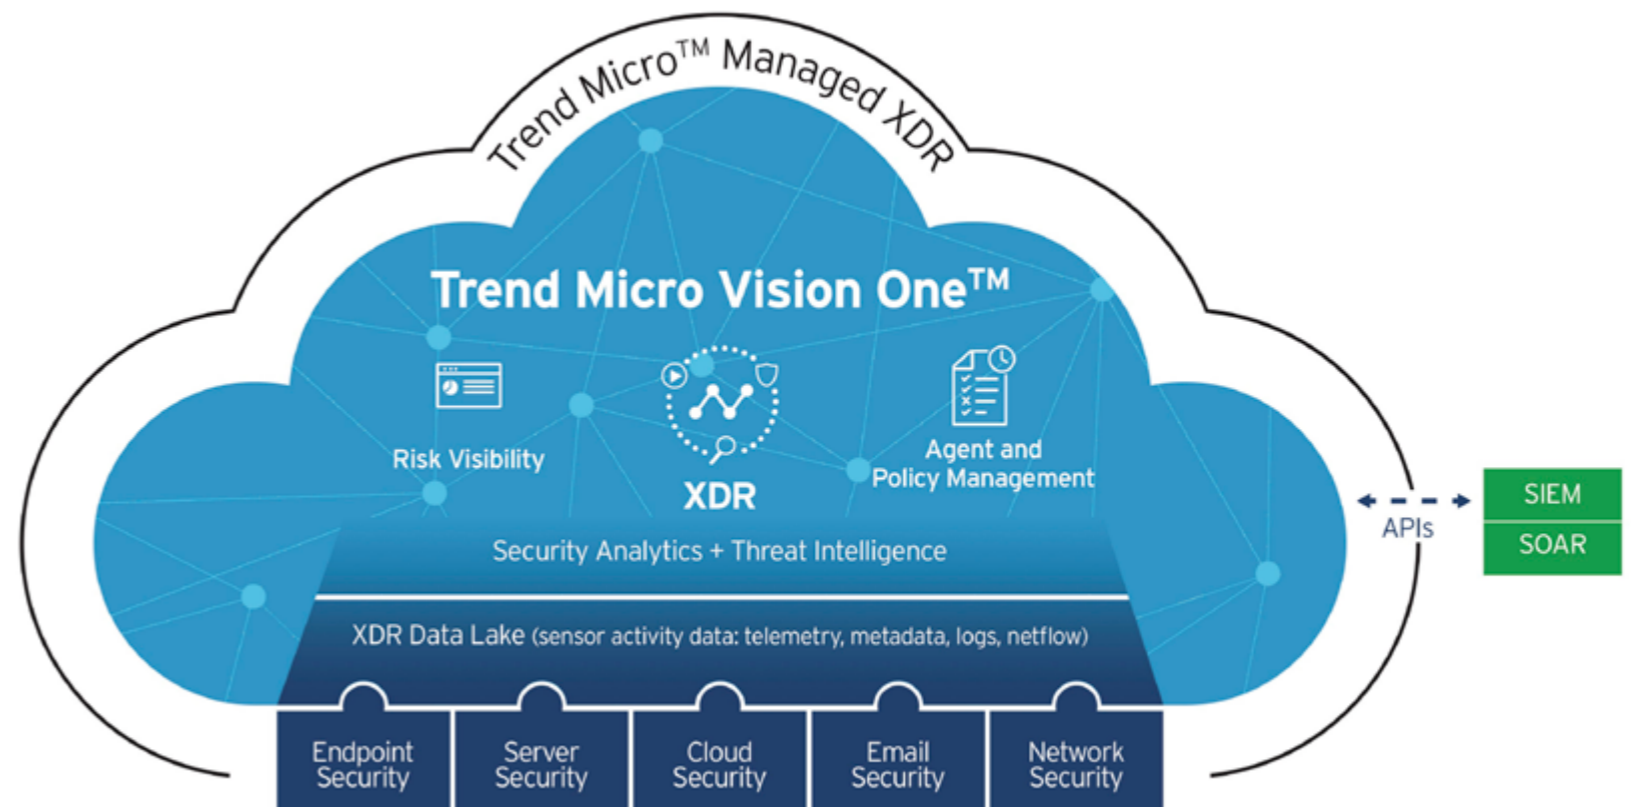 Trend Micro™ Managed XDR
Trend Micro Vision One™
Risk Visibility
XDR
Agent and
Policy Management
Security Analytics + Threat Intelligence
XDR Data Lake (sensor activity data: telemetry, metadata, logs, netflow)
Endpoint
Security
Server
Security
Cloud
Security
Email
Security
Network
Security
APIs
SIEM
SOAR